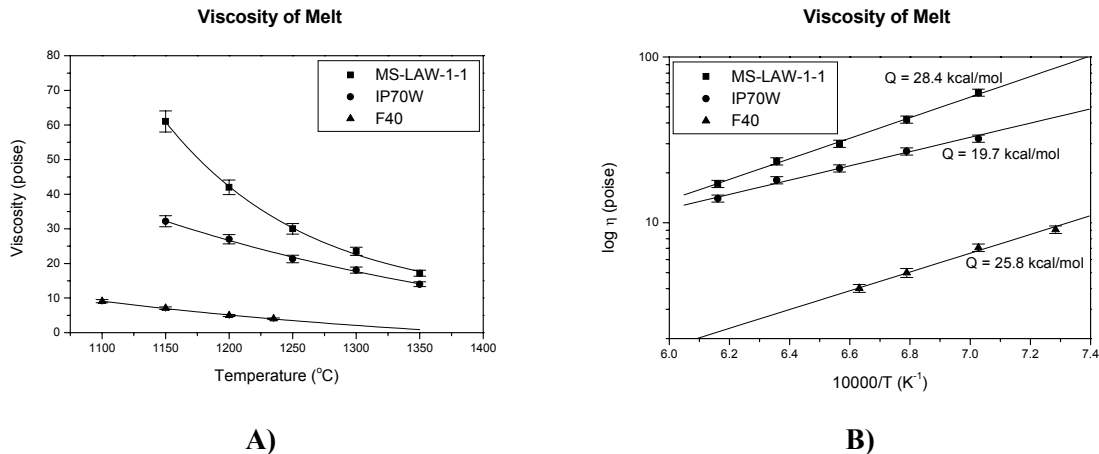 Viscosity of Melt
80
70
60
50
40
30
20
10
0
Viscosity (poise)
MS-LAW-1-1
IP70W
F40
1100 1150 1200 1250 1300 1350 1400
Temperature (°C)
A)
Viscosity of Melt
100
10
log η (poise)
MS-LAW-1-1
IP70W
F40
Q = 28.4 kcal/mol
Q = 19.7 kcal/mol
Q = 25.8 kcal/mol
6.0 6.2 6.4 6.6 6.8 7.0 7.2 7.4
10000/T (K⁻¹)
B)